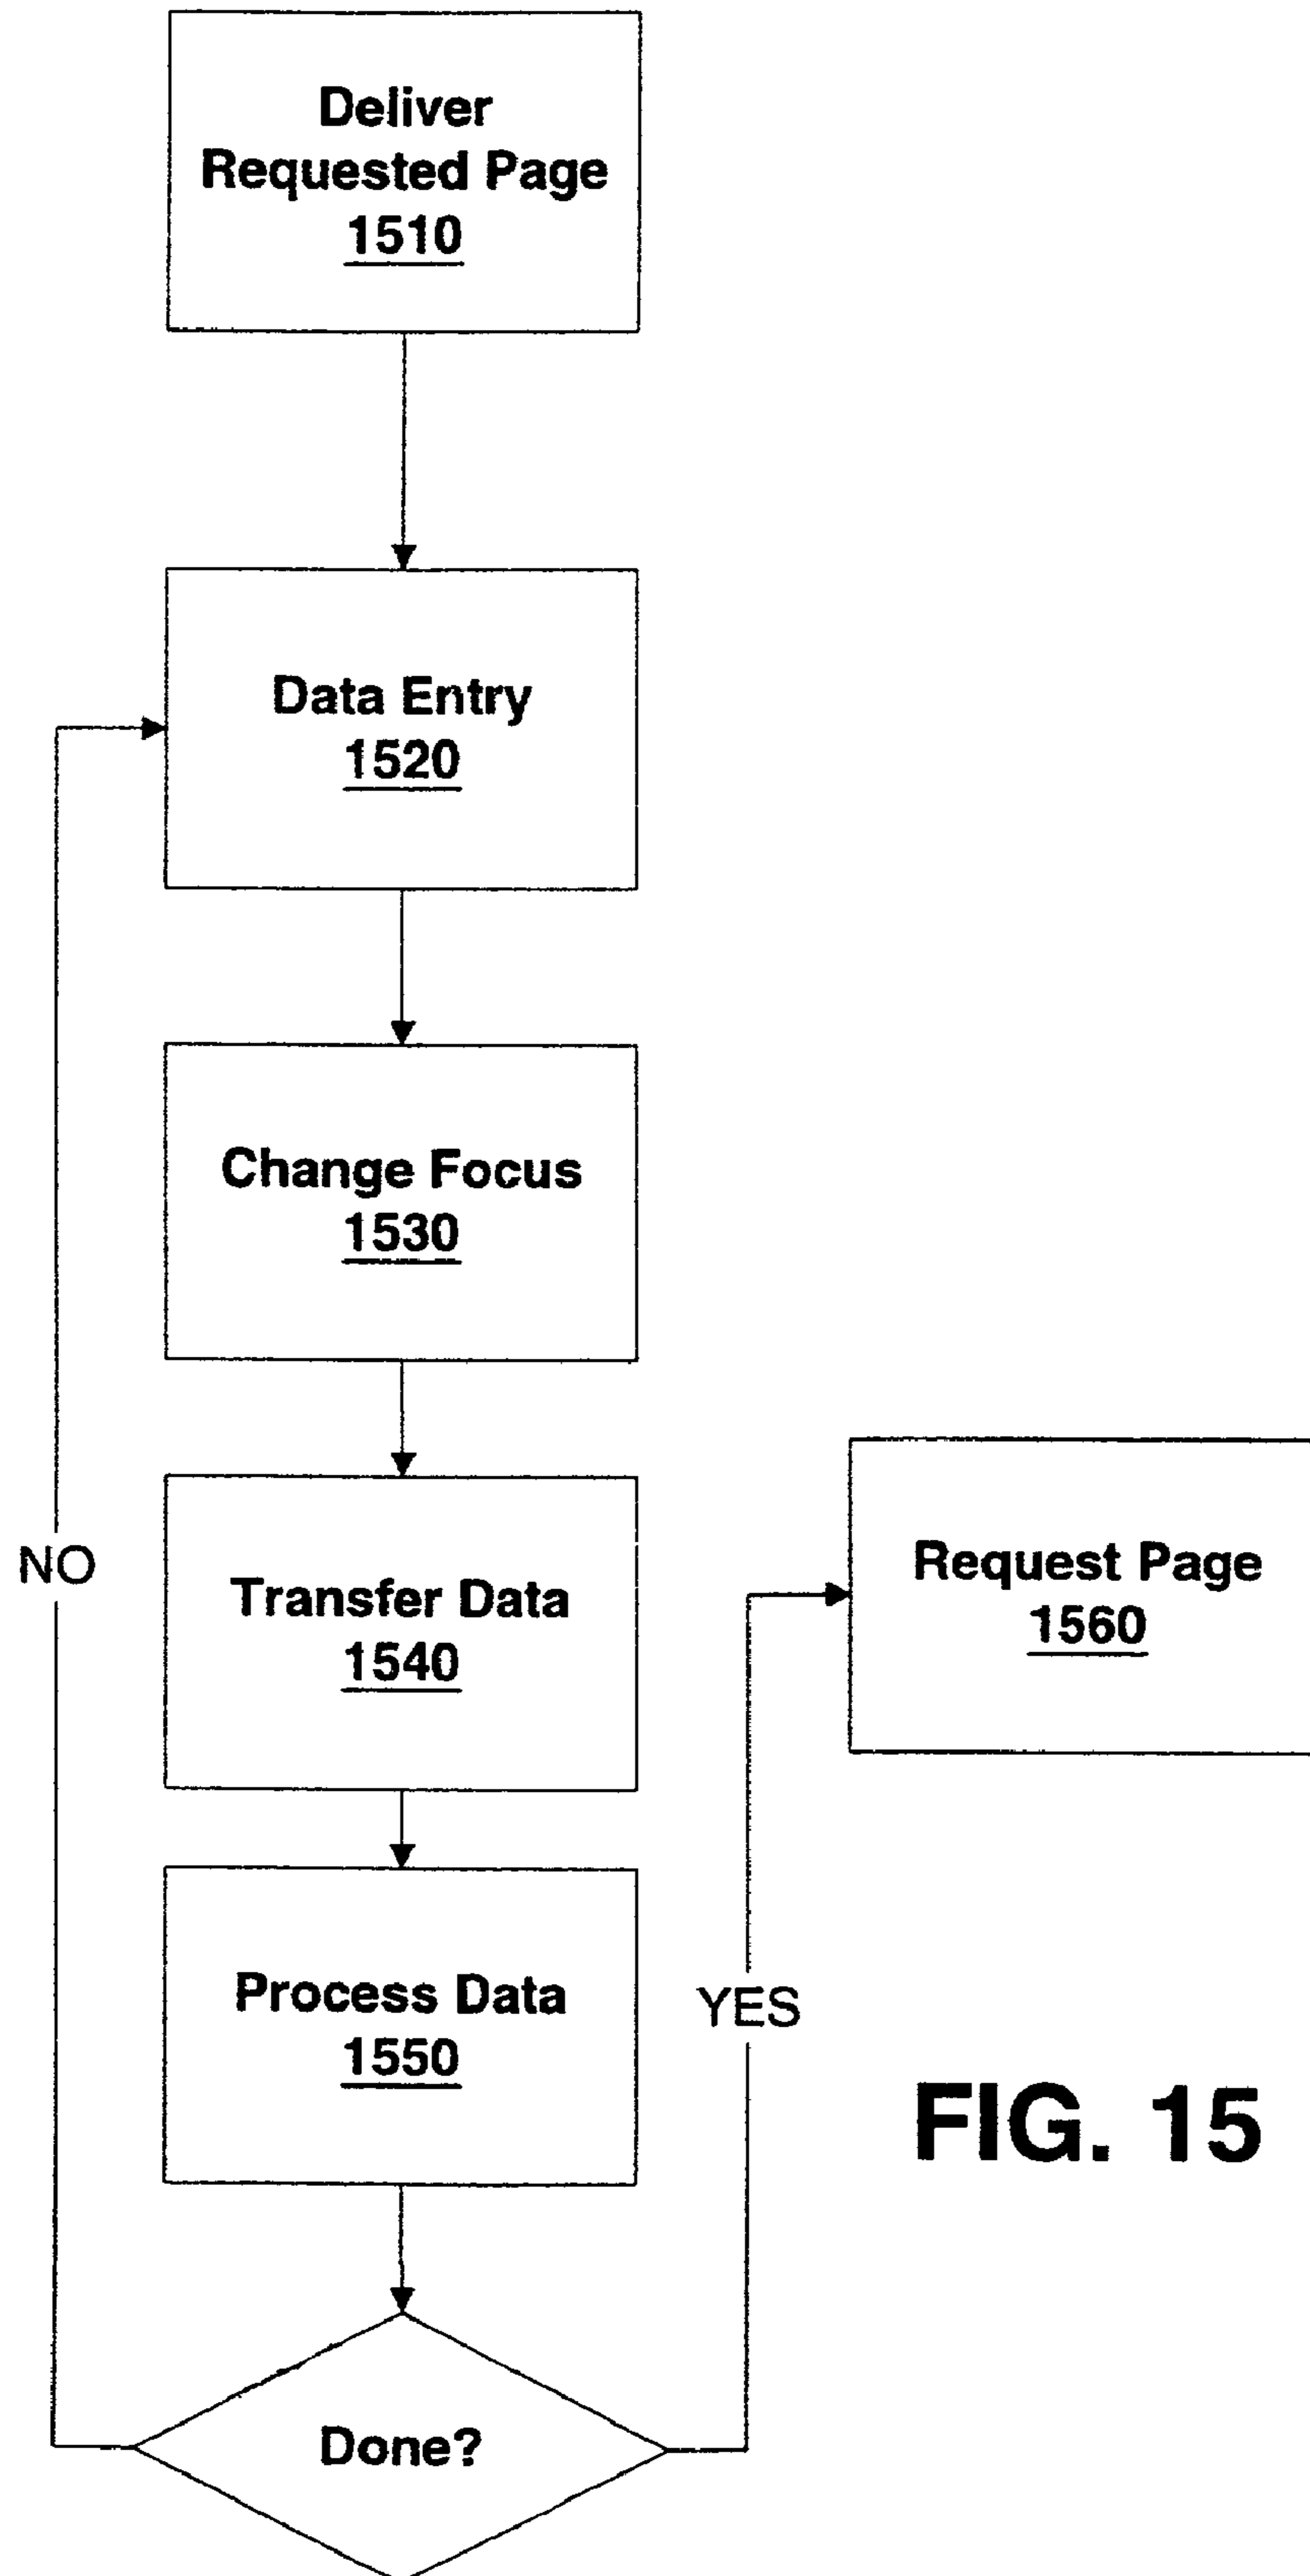 Deliver
Requested Page
1510
Data Entry
1520
Change Focus
1530
NO
Transfer Data
1540
Request Page
1560
Process Data
1550
YES
FIG. 15
Done?